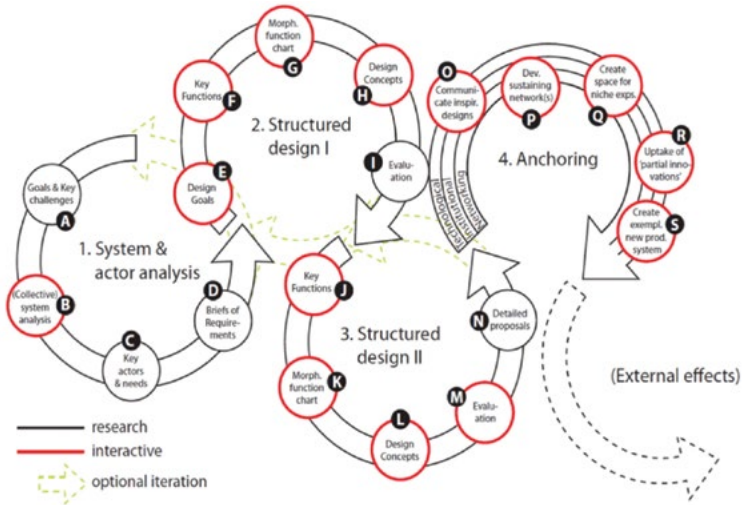 Goals & Key
challenges
A
1. System &
actor analysis
(Collective)
system
analysis
B
C
Key
actors
& needs
D
Briefs of
Require-
ments
E
Design
Goals
Key
Functions
F
Morph.
function
chart
G
Design
Concepts
H
2. Structured
design I
I
Evalu-
ation
Key
Functions
J
3. Structured
design II
Morph.
function
chart
K
L
Design
Concepts
M
Evalu-
ation
N
Detailed
proposals
Technological
Institutional
Networking
O
Communi-
cate inspir.
designs
Dev.
sustaining
network(s)
P
Create
space for
niche exps.
Q
4. Anchoring
R
Uptake of
'partial inno-
vations'
Create
exempl.
new prod.
system
S
(External effects)
research
interactive
optional iteration